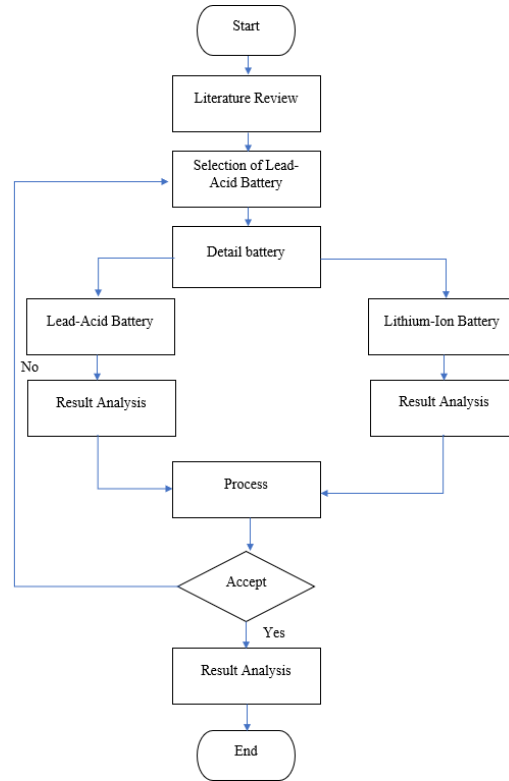 Start
Literature Review
Selection of Lead-
Acid Battery
Detail battery
Lead-Acid Battery
Lithium-Ion Battery
No
Result Analysis
Result Analysis
Process
Accept
Yes
Result Analysis
End